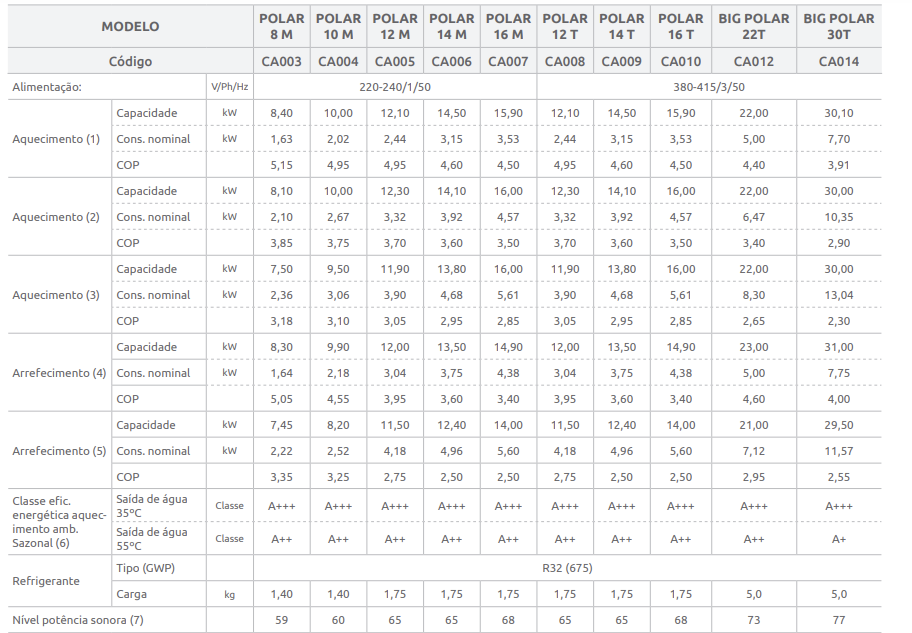 MODELO POLAR 8 M POLAR 10 M POLAR 12 M POLAR 14 M POLAR 16 M POLAR 12 T POLAR 14 T POLAR 16 T BIG POLAR 22T BIG POLAR 30T
Código CA003 CA004 CA005 CA006 CA007 CA008 CA009 CA010 CA012 CA014
Alimentação: V/Ph/Hz 220-240/1/50 380-415/3/50
Aquecimento (1) Capacidade kW 8,40 10,00 12,10 14,50 15,90 12,10 14,50 15,90 22,00 30,10
Cons. nominal kW 1,63 2,02 2,44 3,15 3,53 2,44 3,15 3,53 5,00 7,70
COP 5,15 4,95 4,95 4,60 4,50 4,95 4,60 4,50 4,40 3,91
Aquecimento (2) Capacidade kW 8,10 10,00 12,30 14,10 16,00 12,30 14,10 16,00 22,00 30,00
Cons. nominal kW 2,10 2,67 3,32 3,92 4,57 3,32 3,92 4,57 6,47 10,35
COP 3,85 3,75 3,70 3,60 3,50 3,70 3,60 3,50 3,40 2,90
Aquecimento (3) Capacidade kW 7,50 9,50 11,90 13,80 16,00 11,90 13,80 16,00 22,00 30,00
Cons. nominal kW 2,36 3,06 3,90 4,68 5,61 3,90 4,68 5,61 8,30 13,04
COP 3,18 3,10 3,05 2,95 2,85 3,05 2,95 2,85 2,65 2,30
Arrefecimento (4) Capacidade kW 8,30 9,90 12,00 13,50 14,90 12,00 13,50 14,90 23,00 31,00
Cons. nominal kW 1,64 2,18 3,04 3,75 4,38 3,04 3,75 4,38 5,00 7,75
COP 5,05 4,55 3,95 3,60 3,40 3,95 3,60 3,40 4,60 4,00
Arrefecimento (5) Capacidade kW 7,45 8,20 11,50 12,40 14,00 11,50 12,40 14,00 21,00 29,50
Cons. nominal kW 2,22 2,52 4,18 4,96 5,60 4,18 4,96 5,60 7,12 11,57
COP 3,35 3,25 2,75 2,50 2,50 2,75 2,50 2,50 2,95 2,55
Classe efic.
energética aquec-
imento amb.
Sazonal (6)
Saída de água
35ºC Classe A+++ A+++ A+++ A+++ A+++ A+++ A+++ A+++ A+++ A+++
Saída de água
55ºC Classe A++ A++ A++ A++ A++ A++ A++ A++ A++ A+
Refrigerante Tipo (GWP) R32 (675)
Carga kg 1,40 1,40 1,75 1,75 1,75 1,75 1,75 1,75 5,0 5,0
Nível potência sonora (7) 59 60 65 65 68 65 65 68 73 77